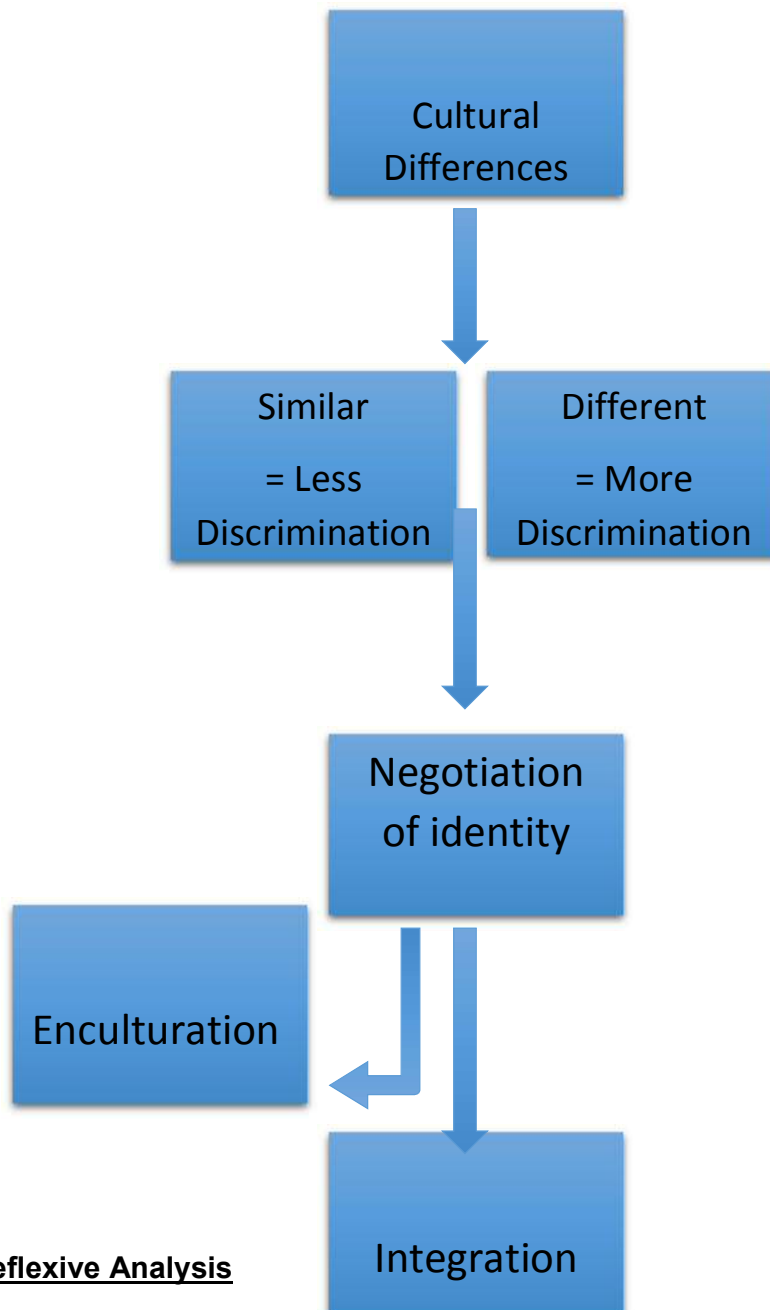 Cultural
Differences
Similar
= Less
Discrimination
Different
= More
Discrimination
Negotiation
of identity
Enculturation
eflexive Analysis
Integration